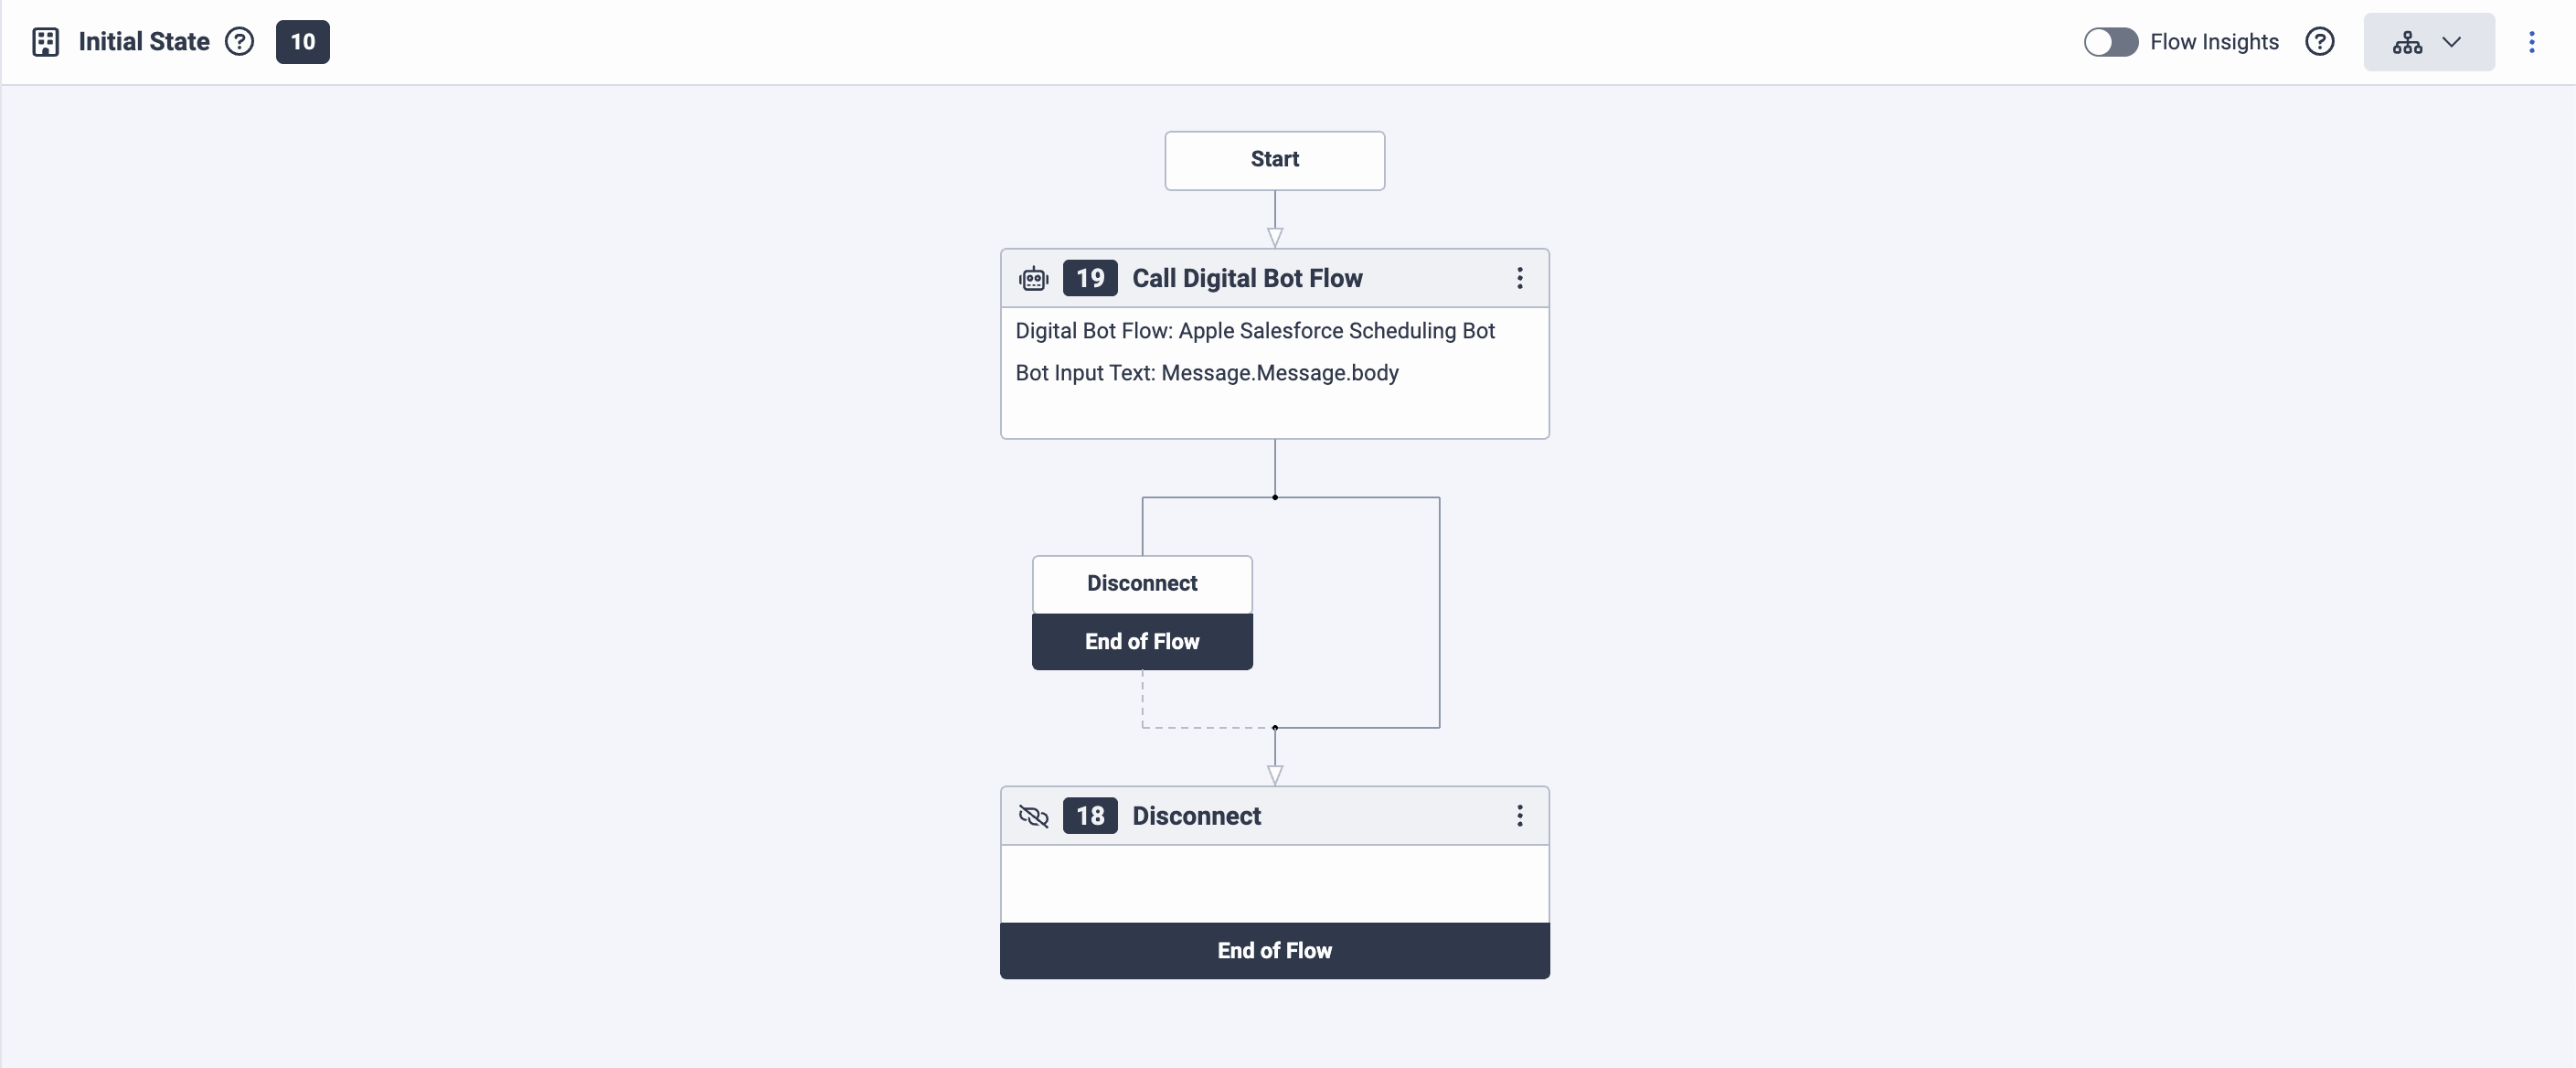 Initial State 10
Flow Insights
Start
19 Call Digital Bot Flow
Digital Bot Flow: Apple Salesforce Scheduling Bot
Bot Input Text: Message.Message.body
Disconnect
End of Flow
18 Disconnect
End of Flow